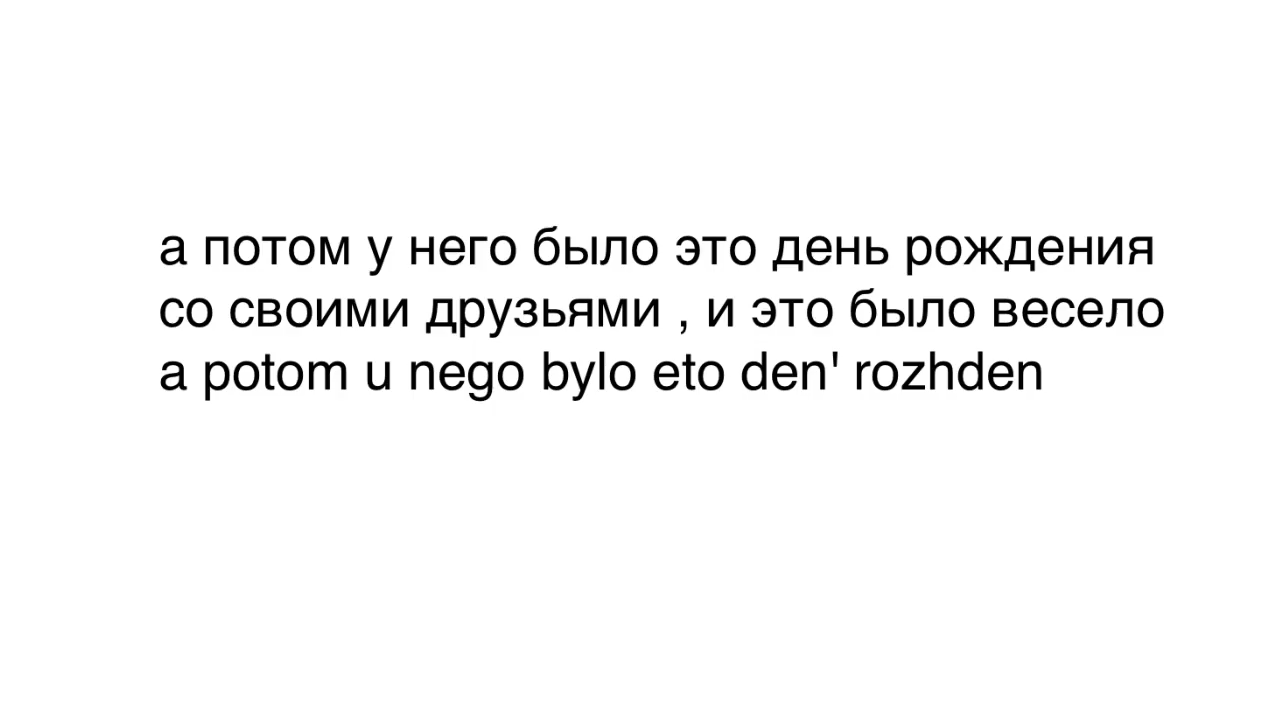 а потом у него было это день рождения
со своими друзьями , и это было весело
a potom u nego bylo eto den' rozhden